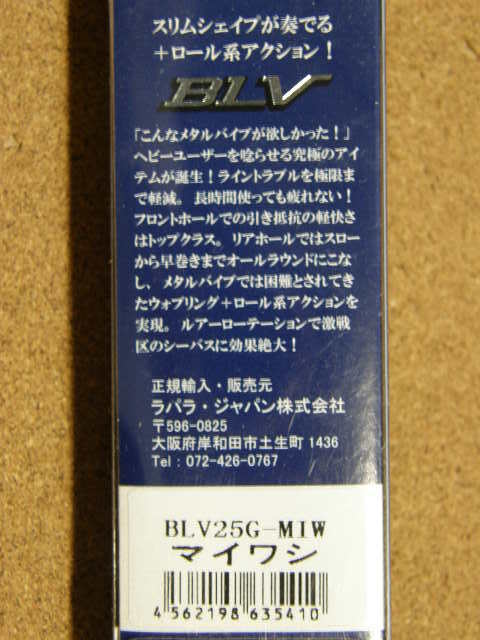 スリムシェイプが奏でる
+ロール系アクション!
BLV
「こんなメタルバイブが欲しかった!」
ヘビーユーザーを唸らせる究極のアイ
テムが誕生!ライントラブルを極限ま
で軽減。長時間使っても疲れない!
フロントホールでの引き抵抗の軽快さ
はトップクラス。リアホールではスロー
から早巻きまでオールラウンドにこな
し、メタルバイブでは困難とされてき
たウォブリング+ロール系アクションを
実現。ルアーローテーションで激戦
区のシーバスに効果絶大!
正規輸入・販売元
ラパラ・ジャパン株式会社
〒596-0825
大阪府岸和田市土生町1436
Tel: 072-426-0767
BLV25G-MIW
マイワシ
4 562198 635410